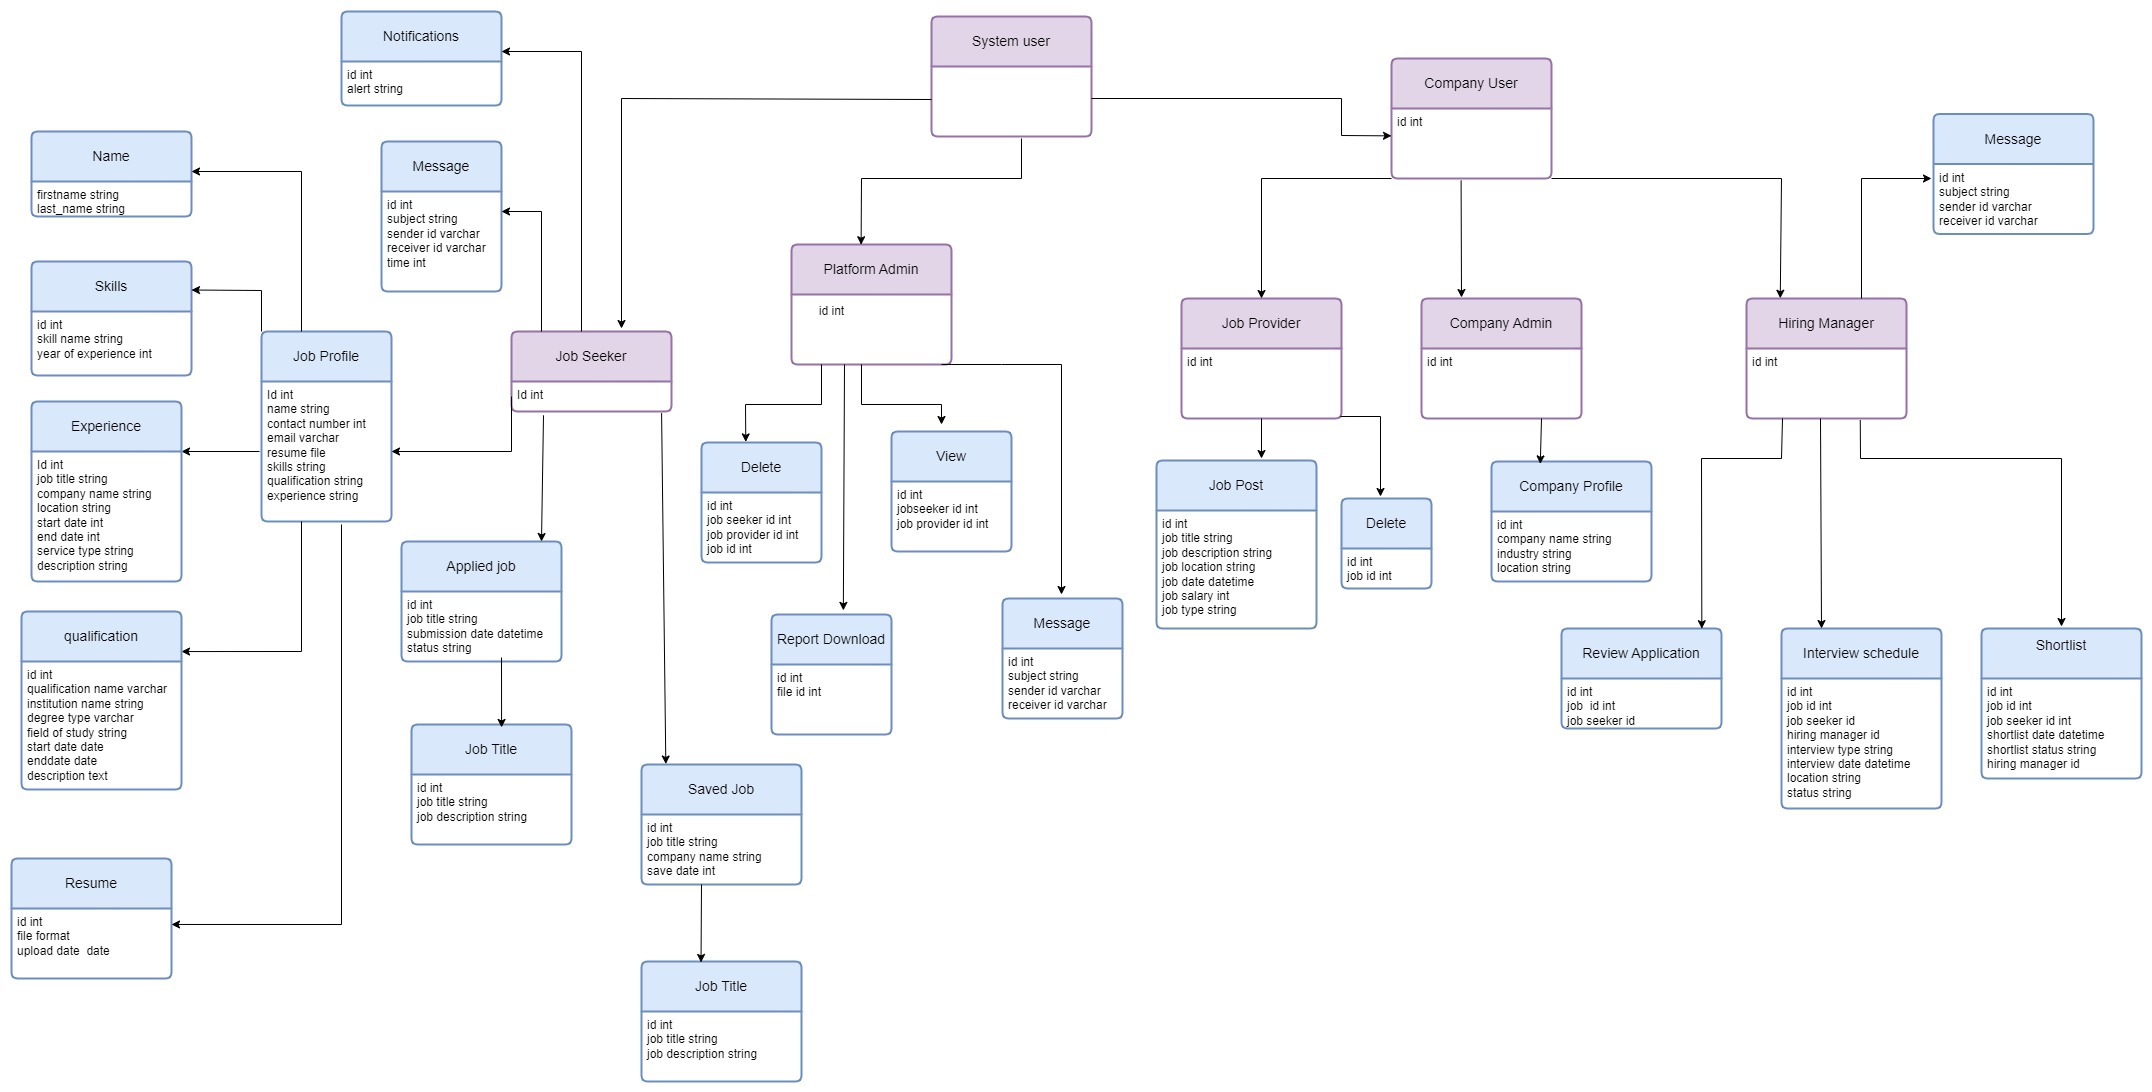 Notifications
id int
alert string
System user
Company User
id int
Message
id int
subject string
sender id varchar
receiver id varchar
Name
firstname string
last_name string
Message
id int
subject string
sender id varchar
receiver id varchar
time int
Skills
id int
skill name string
year of experience int
Platform Admin
id int
Job Provider
id int
Company Admin
id int
Hiring Manager
id int
Job Profile
Id int
name string
contact number int
email varchar
resume file
skills string
qualification string
experience string
Job Seeker
Id int
Experience
Id int
job title string
company name string
location string
start date int
end date int
service type string
description string
Delete
id int
job seeker id int
job provider id int
job id int
View
id int
jobseeker id int
job provider id int
Job Post
id int
job title string
job description string
job location string
job date datetime
job salary int
job type string
Delete
id int
job id int
Company Profile
id int
company name string
industry string
location string
Applied job
id int
job title string
submission date datetime
status string
qualification
id int
qualification name varchar
institution name string
degree type varchar
field of study string
start date date
enddate date
description text
Report Download
id int
file id int
Message
id int
subject string
sender id varchar
receiver id varchar
Review Application
id int
job  id int
job seeker id
Interview schedule
id int
job id int
job seeker id
hiring manager id
interview type string
interview date datetime
location string
status string
Shortlist
id int
job id int
job seeker id int
shortlist date datetime
shortlist status string
hiring manager id
Job Title
id int
job title string
job description string
Saved Job
id int
job title string
company name string
save date int
Resume
id int
file format
upload date  date
Job Title
id int
job title string
job description string